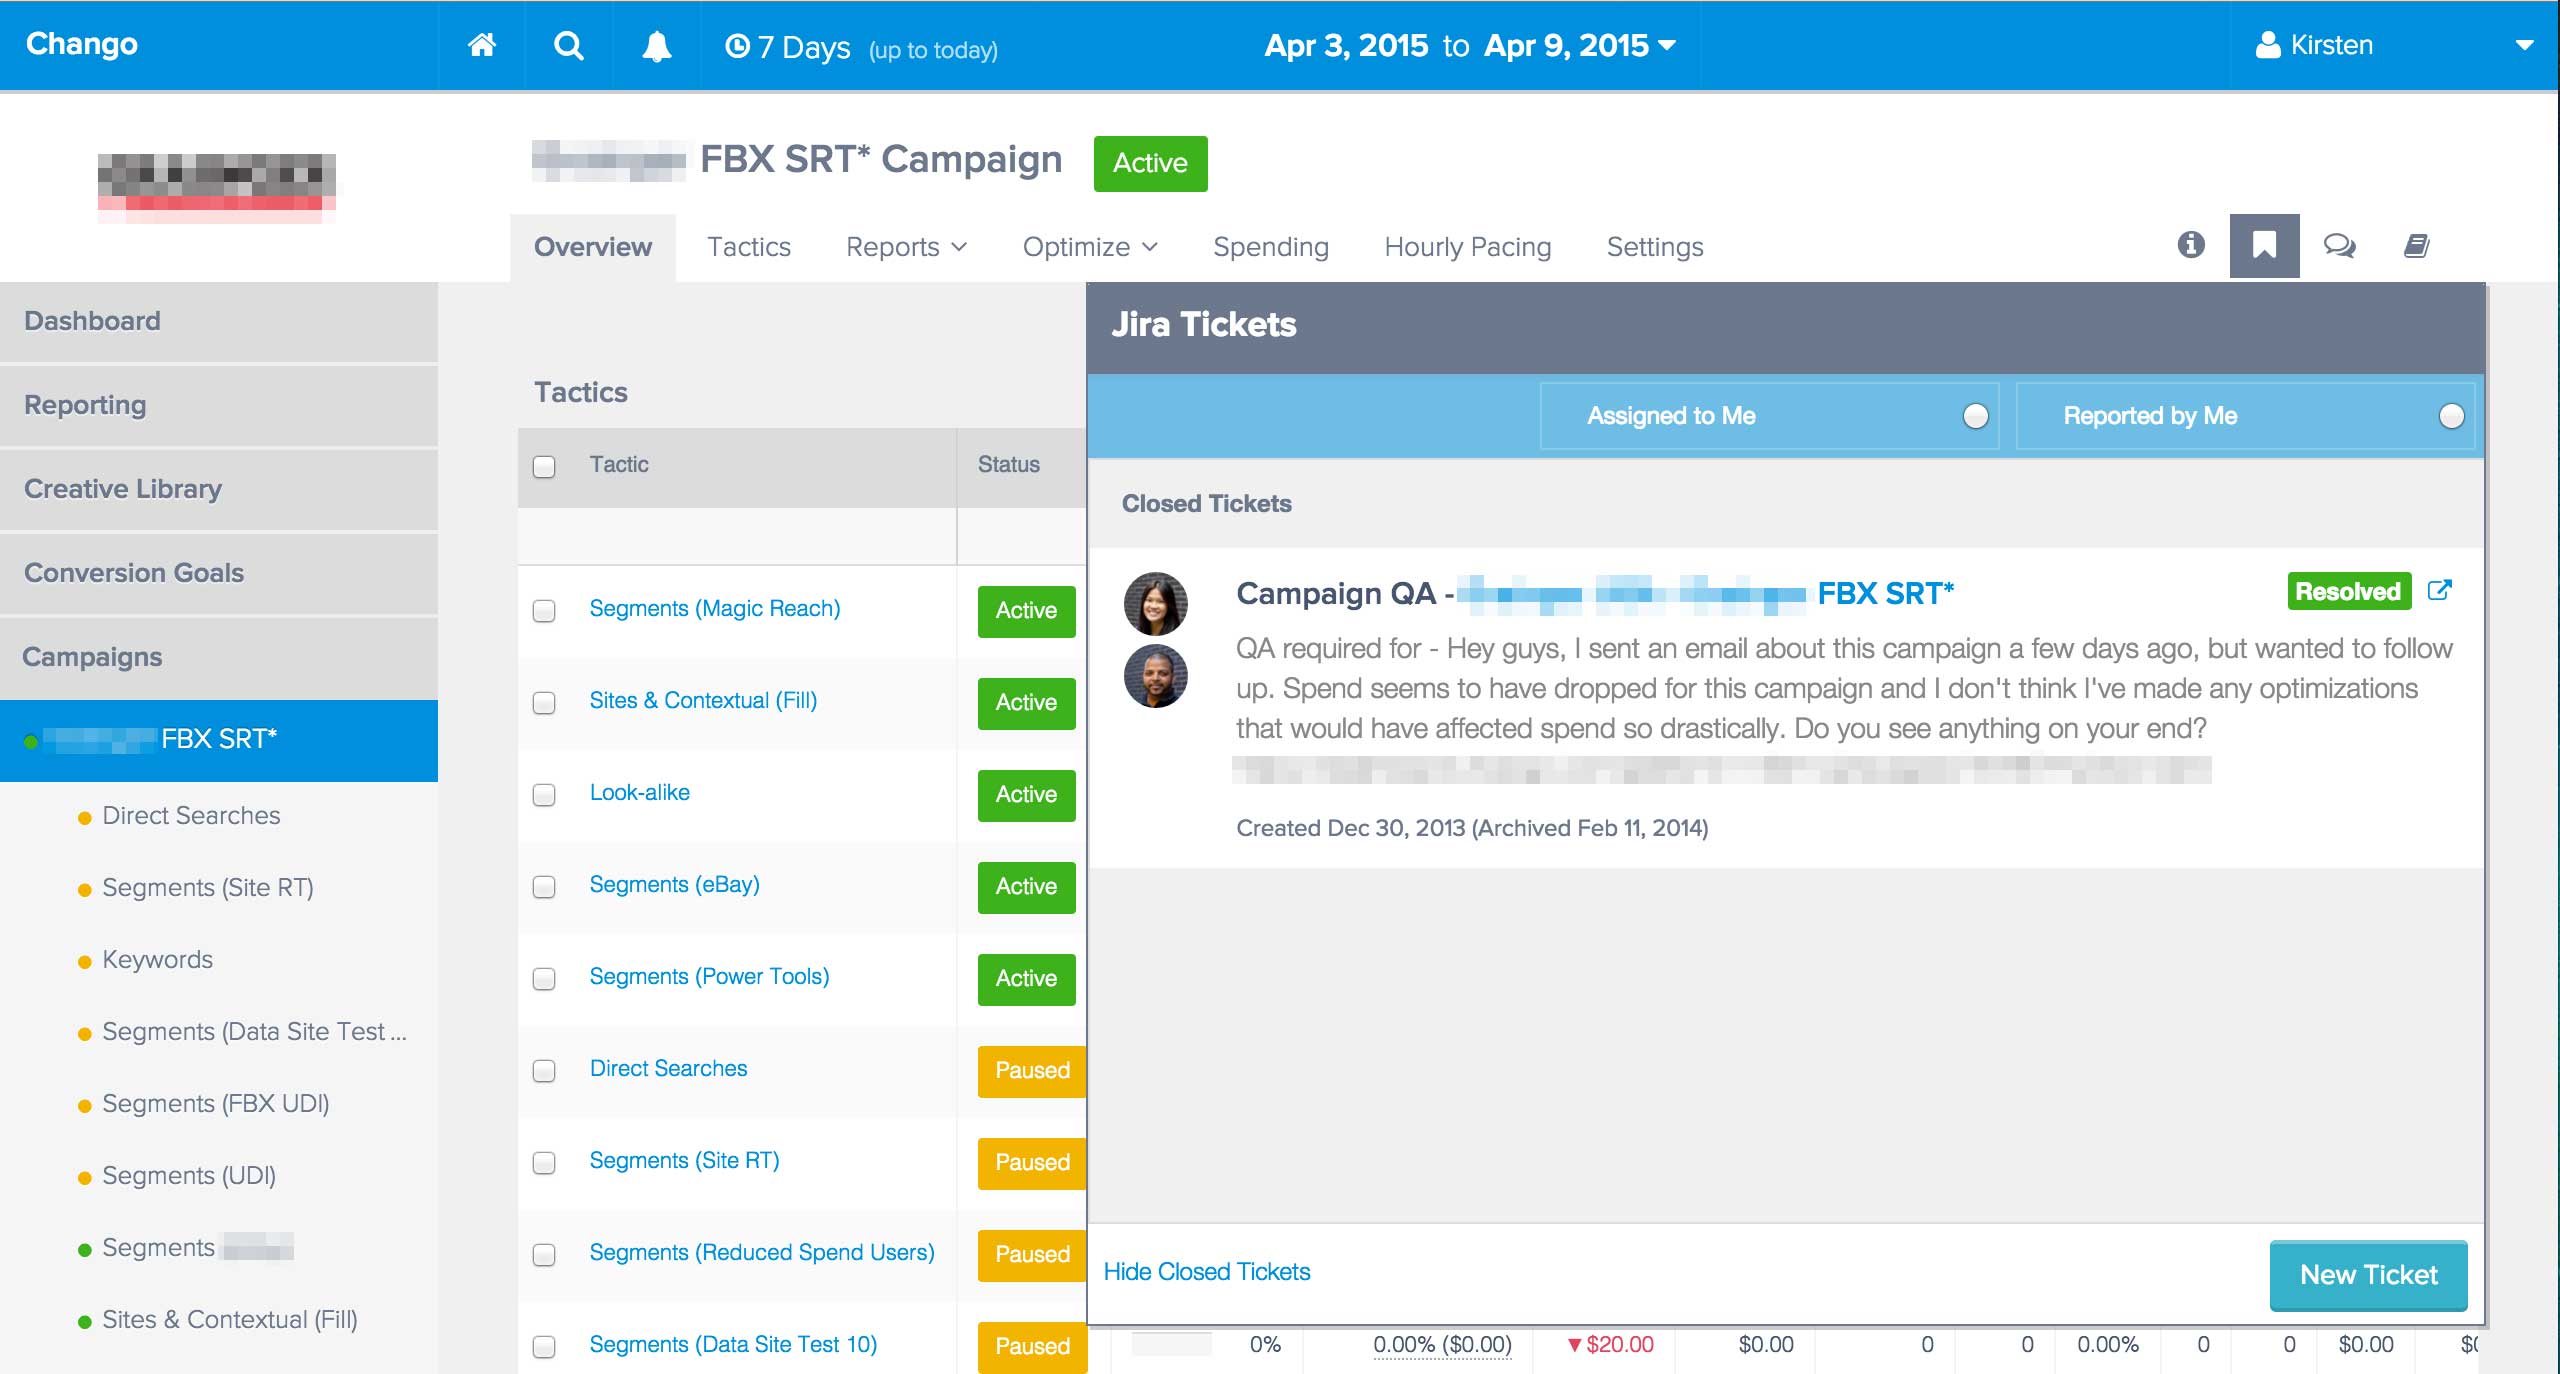 Chango
7 Days (up to today)
Apr 3, 2015 to Apr 9, 2015
Kirsten
FBX SRT* Campaign
Active
Overview
Tactics
Reports
Optimize
Spending
Hourly Pacing
Settings
Dashboard
Reporting
Creative Library
Conversion Goals
Campaigns
FBX SRT*
Direct Searches
Segments (Site RT)
Keywords
Segments (Data Site Test ...
Segments (FBX UDI)
Segments (UDI)
Segments
Sites & Contextual (Fill)
Tactics
Tactic
Status
Segments (Magic Reach)
Active
Sites & Contextual (Fill)
Active
Look-alike
Active
Segments (eBay)
Active
Segments (Power Tools)
Active
Direct Searches
Paused
Segments (Site RT)
Paused
Segments (Reduced Spend Users)
Paused
Segments (Data Site Test 10)
Paused
0%
0.00% ($0.00)
▼$20.00
$0.00
0
0
0.00%
0
0
$0.00
Jira Tickets
Assigned to Me
Reported by Me
Closed Tickets
Campaign QA - FBX SRT*
Resolved
QA required for - Hey guys, I sent an email about this campaign a few days ago, but wanted to follow
up. Spend seems to have dropped for this campaign and I don't think I've made any optimizations
that would have affected spend so drastically. Do you see anything on your end?
Created Dec 30, 2013 (Archived Feb 11, 2014)
Hide Closed Tickets
New Ticket